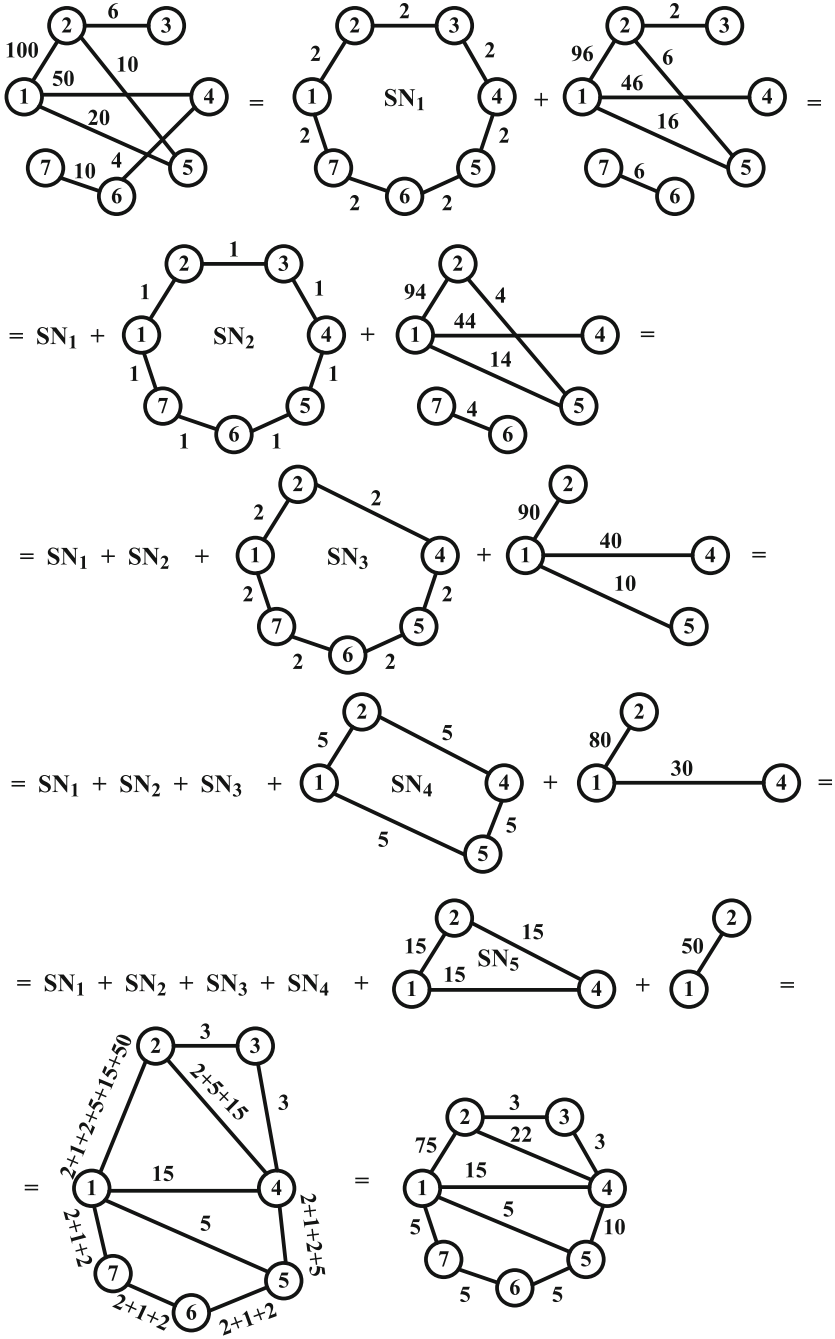 2 6 3 2 2 3 2 2 3
100 10 2 2 96 6
1 50 4 = 1 SN1 4 + 1 46 4 =
20 2 2 16
7 10 4 5 7 5 7 6 5
6 2 6 2 6
2 1 3 2
1 1 94 4
= SN1 + 1 SN2 4 + 1 44 4 =
1 1 14
7 5 7 4 5
1 6 1 6
2 2 2
2 90
= SN1 + SN2 + 1 SN3 4 + 1 40 4 =
2 2 10
7 5 5
2 6 2
2 5 2
5 80
= SN1 + SN2 + SN3 + 1 SN4 4 + 1 30 4 =
5 5
5
2 15 2
15 SN5 50
= SN1 + SN2 + SN3 + SN4 + 1 15 4 + 1 =
2 3 3
2+1+2+5+15+50 2+5+15 3
= 1 15 4
2+1+2 5 2+1+2+5
7 5
2+1+2 6 2+1+2
2 3 3
75 22 3
= 1 15 4
5 5 10
7 5
5 6 5